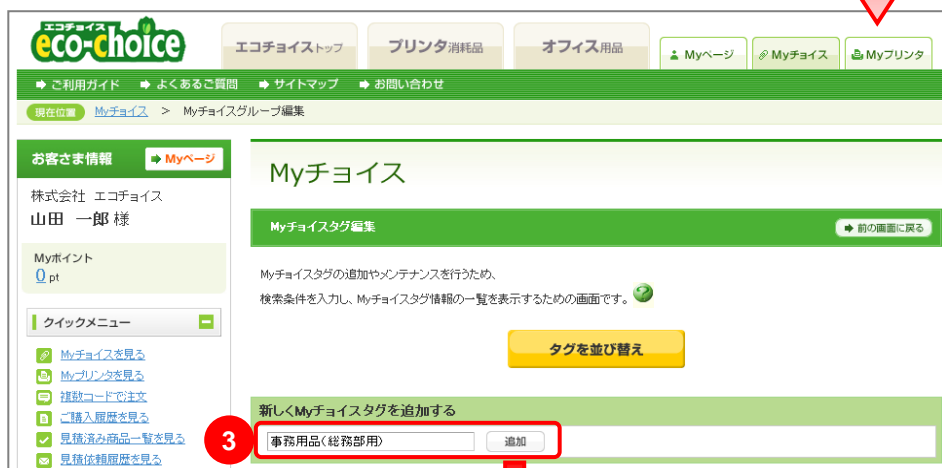 エコチョイス
eco-choice
エコチョイストップ
プリンタ消耗品
オフィス用品
Myページ
Myチョイス
Myプリンタ
ご利用ガイド よくあるご質問 サイトマップ お問い合わせ
現在位置 Myチョイス > Myチョイスグループ編集
お客さま情報 Myページ
株式会社 エコチョイス
山田 一郎 様
Myポイント
0 pt
クイックメニュー
Myチョイスを見る
Myプリンタを見る
複数コードで注文
ご購入履歴を見る
見積済み商品一覧を見る
見積依頼履歴を見る
Myチョイス
Myチョイスタグ編集 前の画面に戻る
Myチョイスタグの追加やメンテナンスを行うため、
検索条件を入力し、Myチョイスタグ情報の一覧を表示するための画面です。
タグを並び替え
新しくMyチョイスタグを追加する
3 事務用品(総務部用) 追加